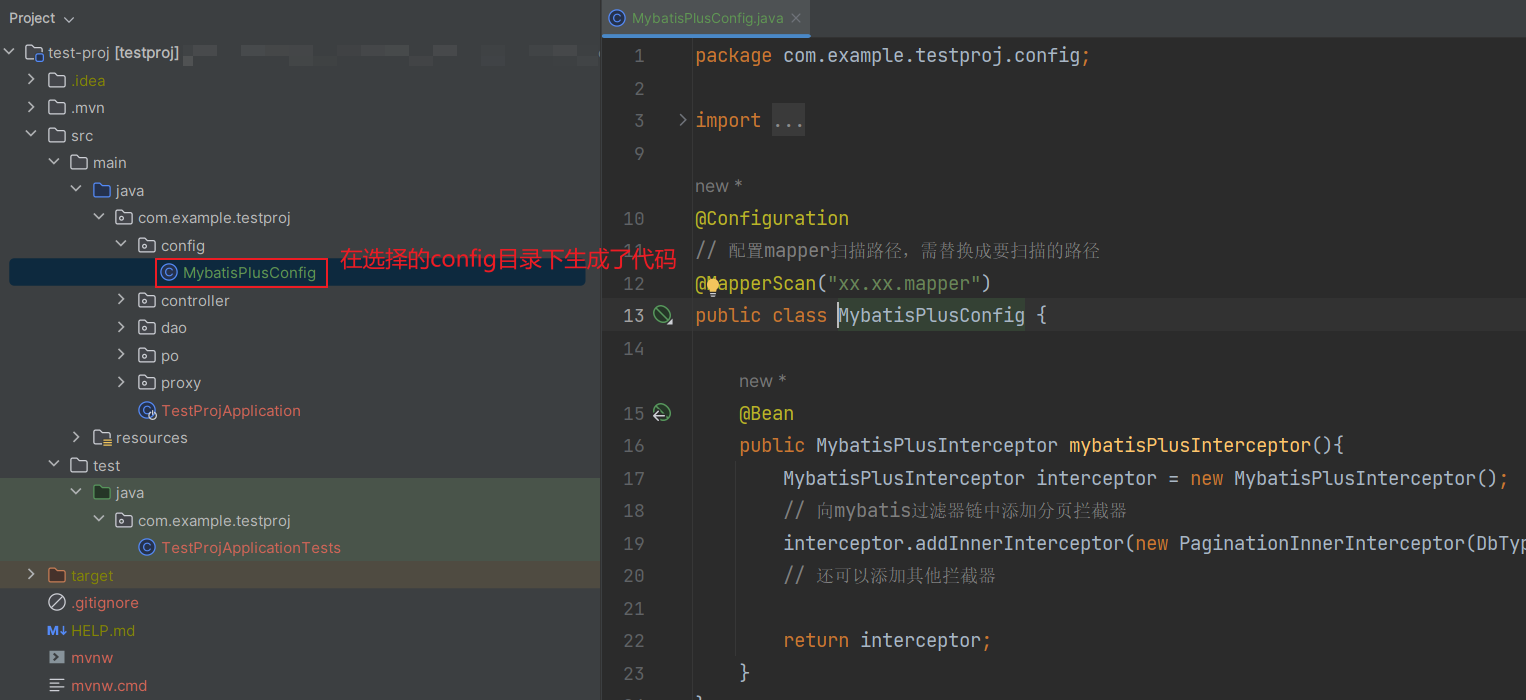 Project
test-proj [testproj]
.idea
.mvn
src
main
java
com.example.testproj
config
MybatisPlusConfig
在选择的config目录下生成了代码
controller
dao
po
proxy
TestProjApplication
resources
test
java
com.example.testproj
TestProjApplicationTests
target
.gitignore
M↓ HELP.md
mvnw
mvnw.cmd
MybatisPlusConfig.java
1 package com.example.testproj.config;
2
3 import ...
9
new *
10 @Configuration
11 // 配置mapper扫描路径，需替换成要扫描的路径
12 @MapperScan("xx.xx.mapper")
13 public class MybatisPlusConfig {
14
new *
15 @Bean
16 public MybatisPlusInterceptor mybatisPlusInterceptor(){
17 MybatisPlusInterceptor interceptor = new MybatisPlusInterceptor();
18 // 向mybatis过滤器链中添加分页拦截器
19 interceptor.addInnerInterceptor(new PaginationInnerInterceptor(DbTyp
20 // 还可以添加其他拦截器
21
22 return interceptor;
23 }